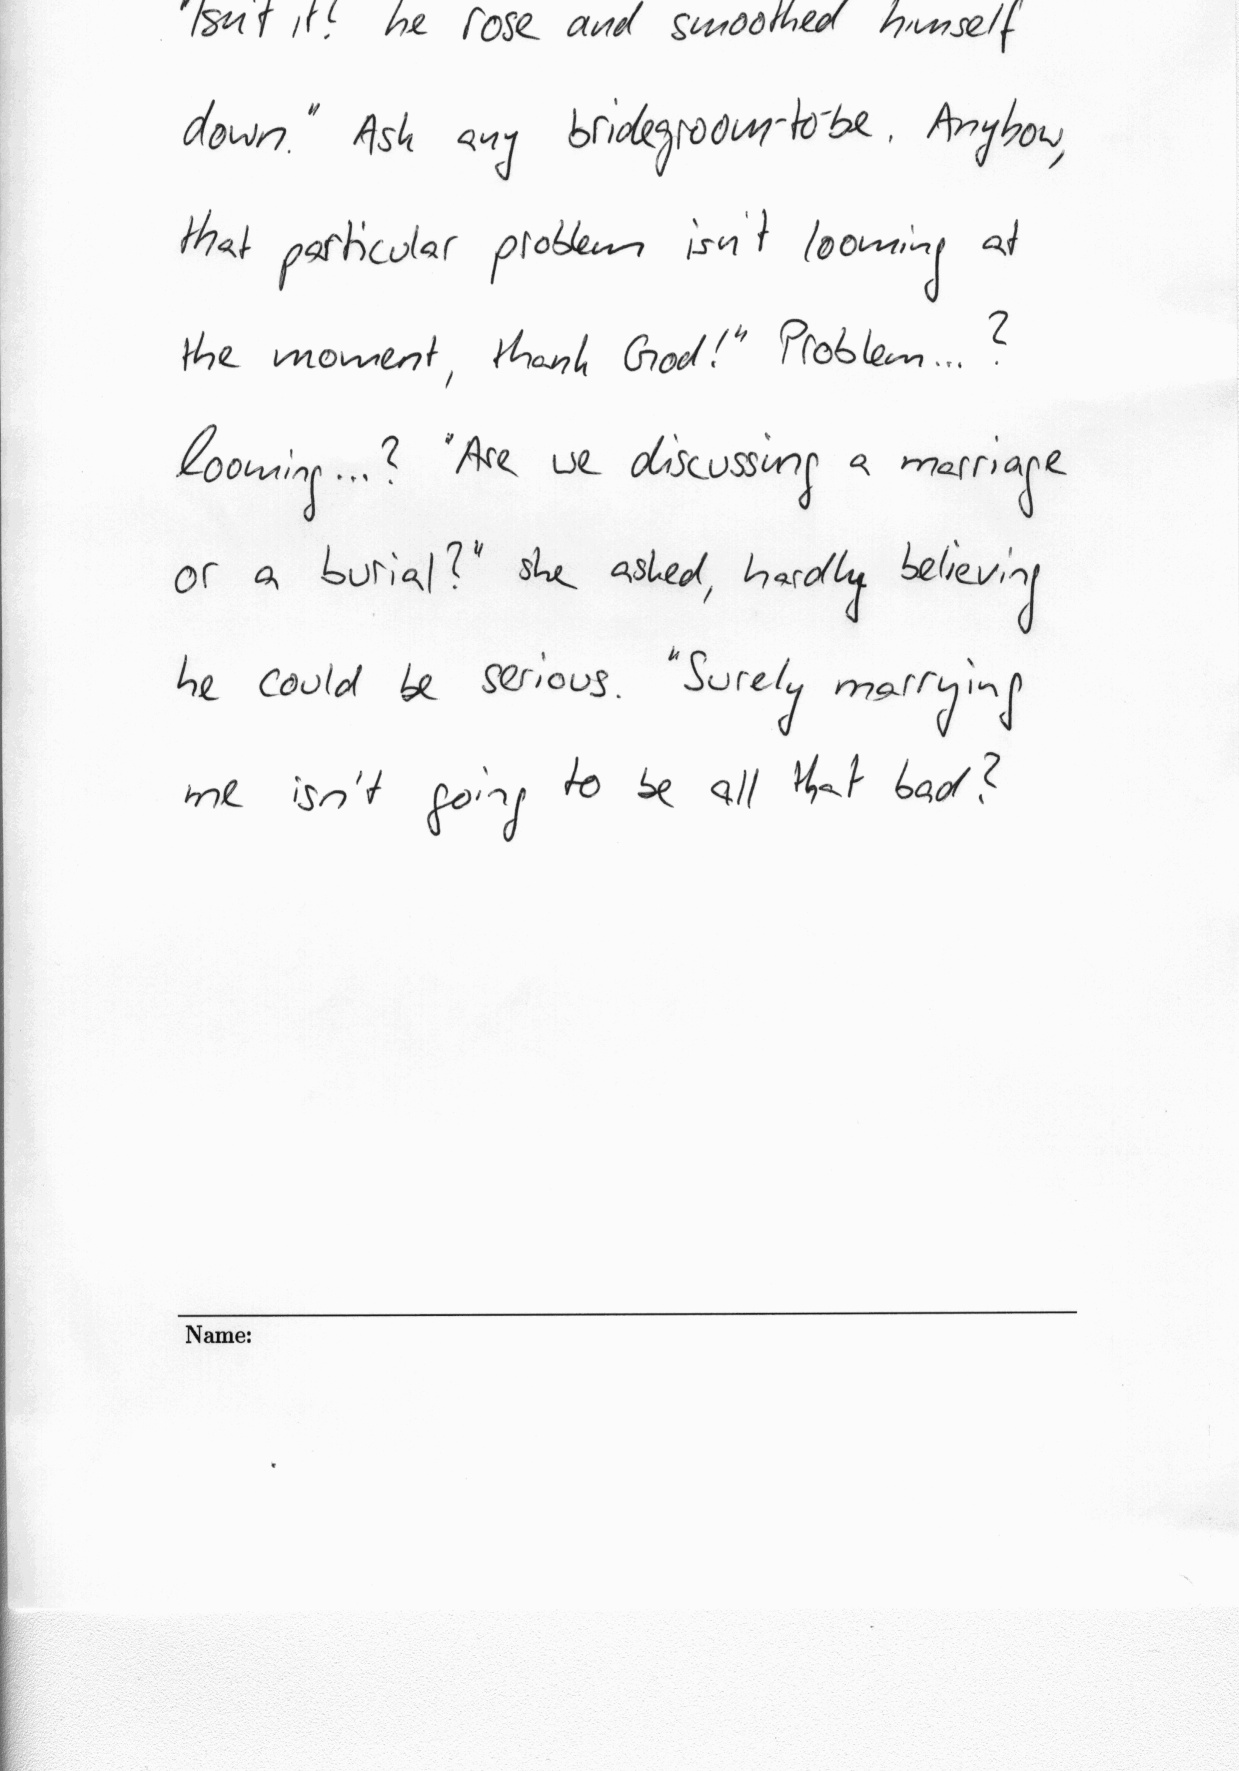 "Isn't it? he rose and smoothed himself
down." Ask any bridegroom-to-be. Anyhow,
that particular problem isn't looming at
the moment, thank God!" Problem...?
looming...? "Are we discussing a marriage
or a burial?" she asked, hardly believing
he could be serious. "Surely marrying
me isn't going to be all that bad?
Name: